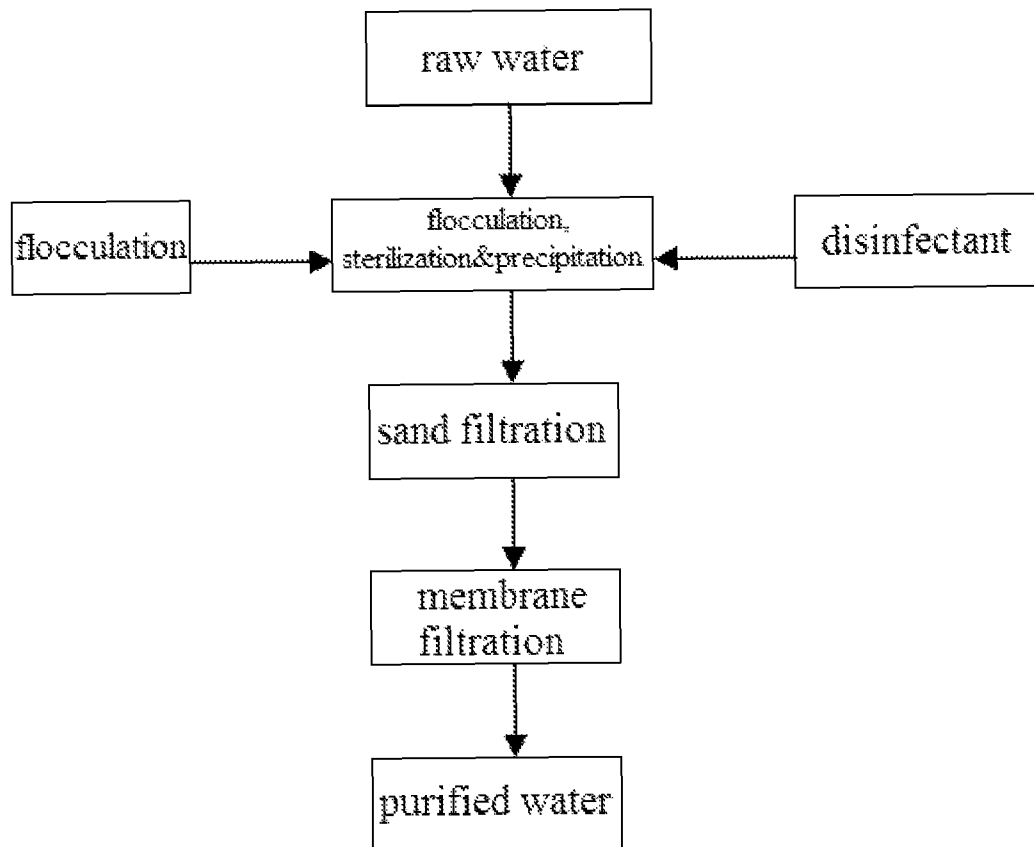 raw water
flocculation,
sterilization&precipitation
flocculation
disinfectant
sand filtration
membrane
filtration
purified water